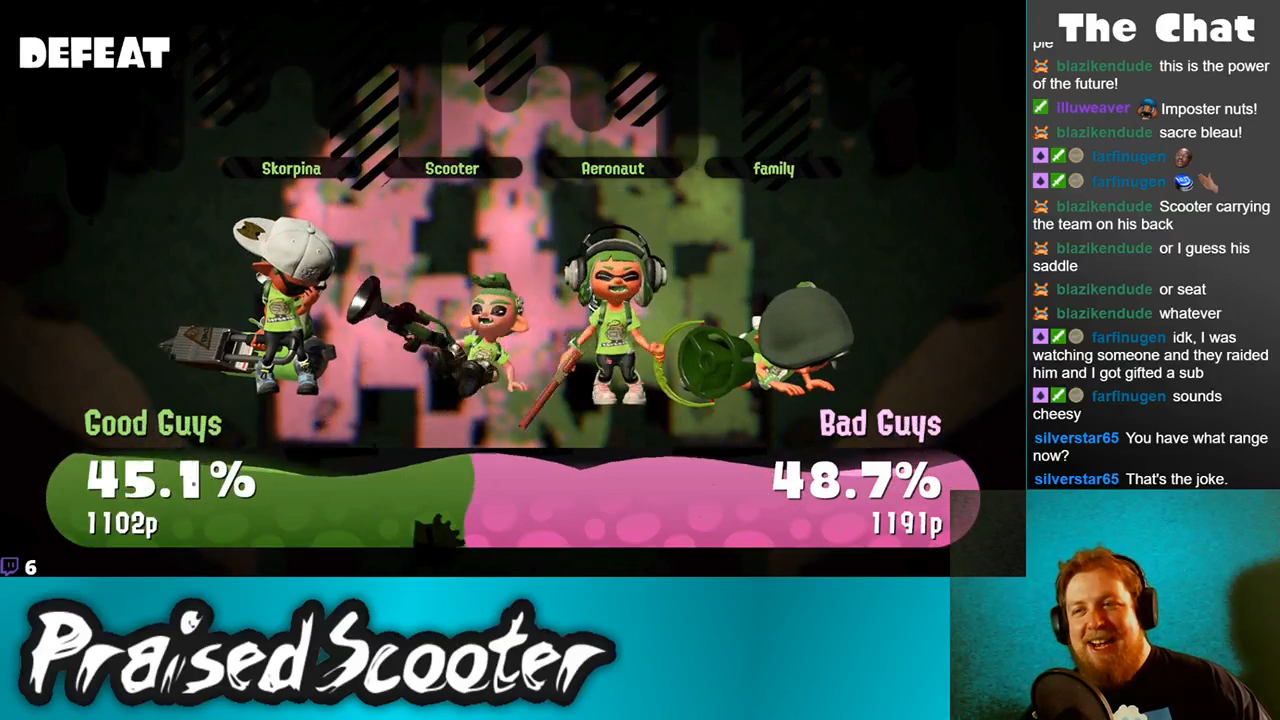 DEFEAT
Skorpina
Scooter
Aeronaut
family
Good Guys
Bad Guys
45.1%
48.7%
1102p
1191p
6
PraisedScooter
The Chat
pie
blazikendude this is the power
of the future!
illuweaver Imposter nuts!
blazikendude sacre bleau!
farfinugen
farfinugen
blazikendude Scooter carrying
the team on his back
blazikendude or I guess his
saddle
blazikendude or seat
blazikendude whatever
farfinugen idk, I was
watching someone and they raided
him and I got gifted a sub
farfinugen sounds
cheesy
silverstar65 You have what range
now?
silverstar65 That's the joke.